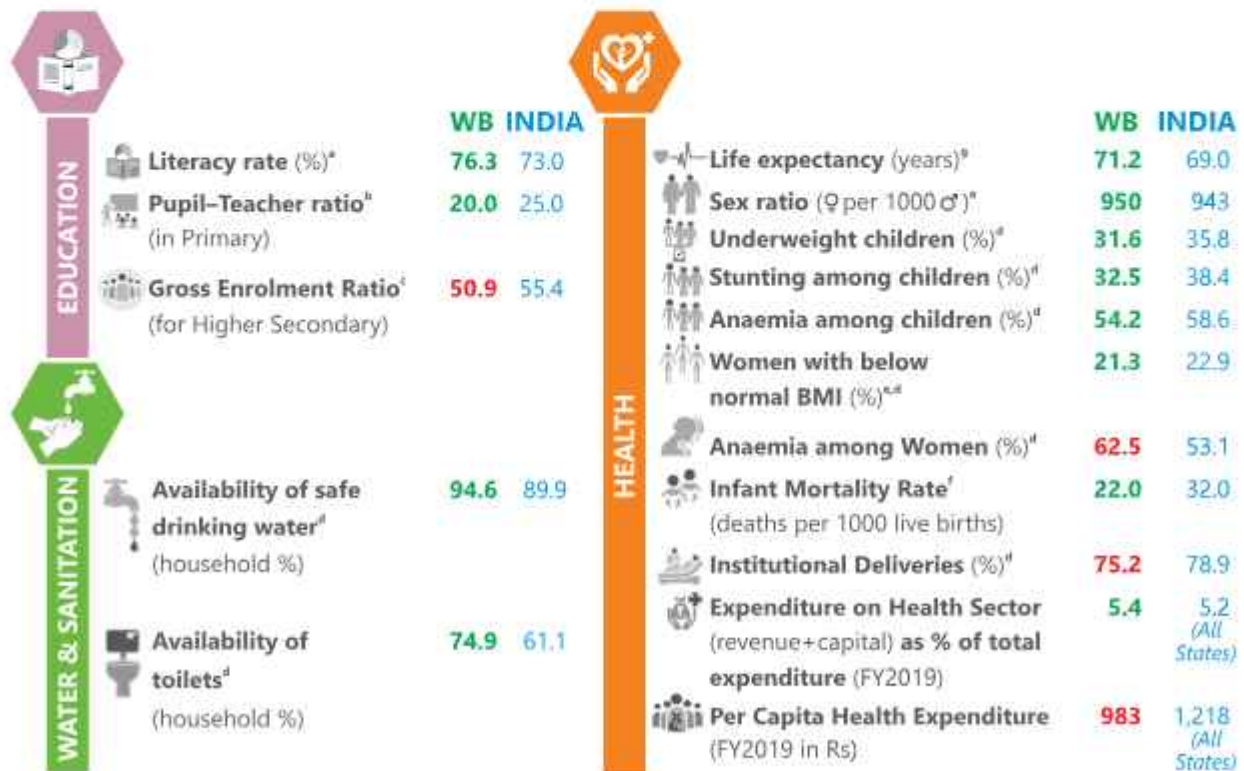 WB INDIA
EDUCATION
Literacy rate (%)ᵃ 76.3 73.0
Pupil–Teacher ratioᵇ 20.0 25.0
(in Primary)
Gross Enrolment Ratioᶜ 50.9 55.4
(for Higher Secondary)
WATER & SANITATION
Availability of safe 94.6 89.9
drinking waterᵈ
(household %)
Availability of 74.9 61.1
toiletsᵈ
(household %)
WB INDIA
HEALTH
Life expectancy (years) 71.2 69.0
Sex ratio (♀ per 1000 ♂) 950 943
Underweight children (%)ᵈ 31.6 35.8
Stunting among children (%)ᵈ 32.5 38.4
Anaemia among children (%)ᵈ 54.2 58.6
Women with below 21.3 22.9
normal BMI (%)
Anaemia among Women (%)ᵈ 62.5 53.1
Infant Mortality Rateᶠ 22.0 32.0
(deaths per 1000 live births)
Institutional Deliveries (%)ᵈ 75.2 78.9
Expenditure on Health Sector 5.4 5.2
(revenue+capital) as % of total (All
expenditure (FY2019) States)
Per Capita Health Expenditure 983 1,218
(FY2019 in Rs) (All
States)